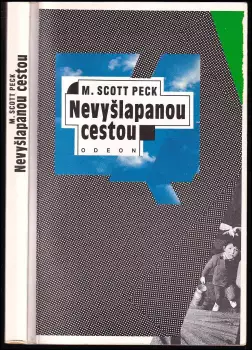 M. SCOTT PECK
Nevyšlapanou cestou
M. SCOTT PECK
Nevyšlapanou
cestou
ODEON